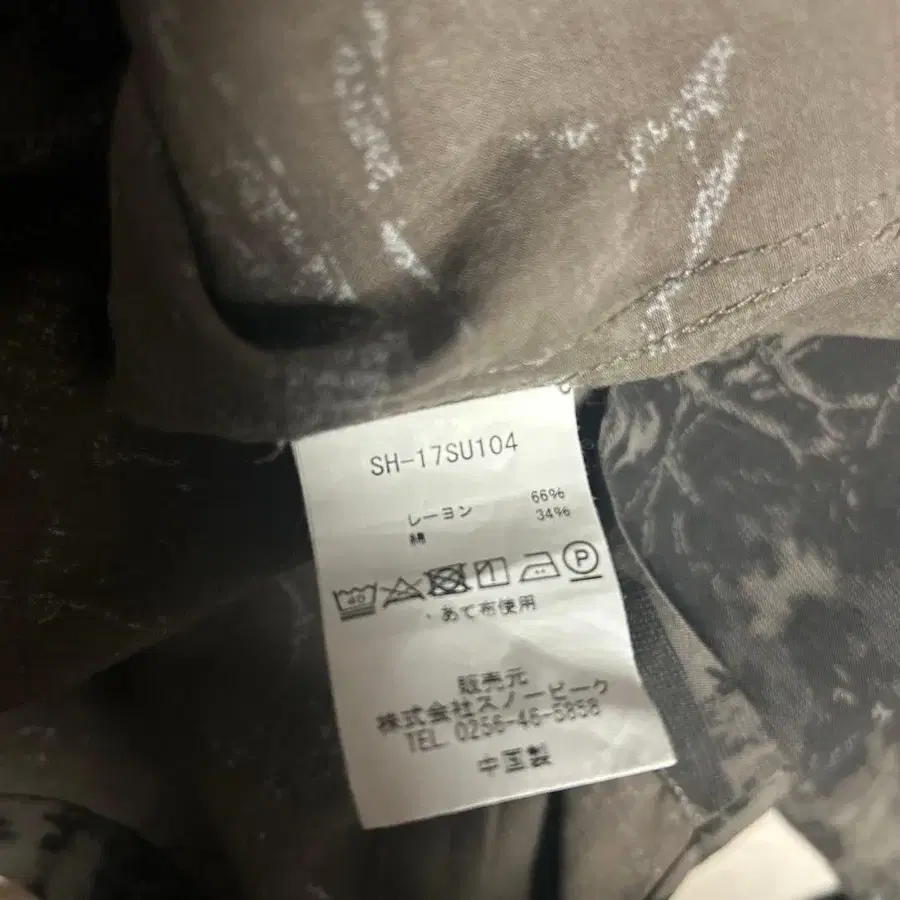 SH-17SU104
レーヨン 66%
綿 34%
40 P
・あて布使用
販売元
株式会社スノーピーク
TEL 0256-46-5858
中国製